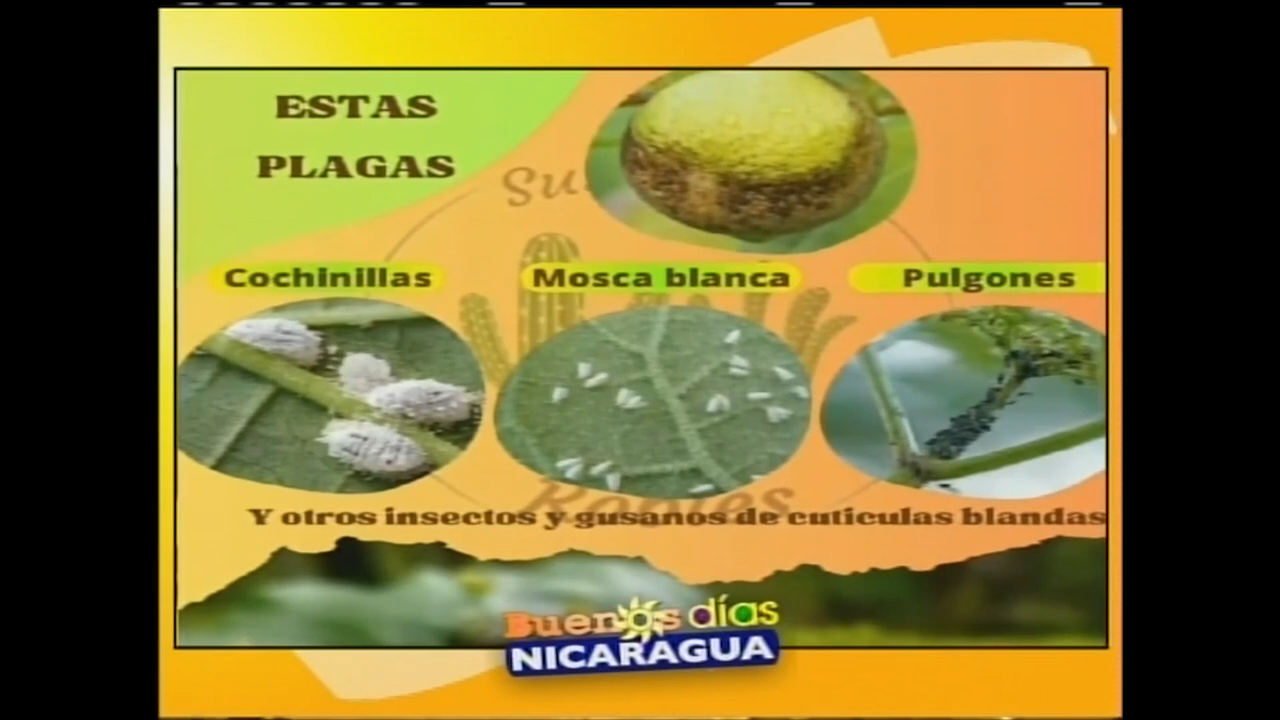 ESTAS
PLAGAS
Cochinillas
Mosca blanca
Pulgones
Y otros insectos y gusanos de cuticulas blandas
Buenos días
NICARAGUA